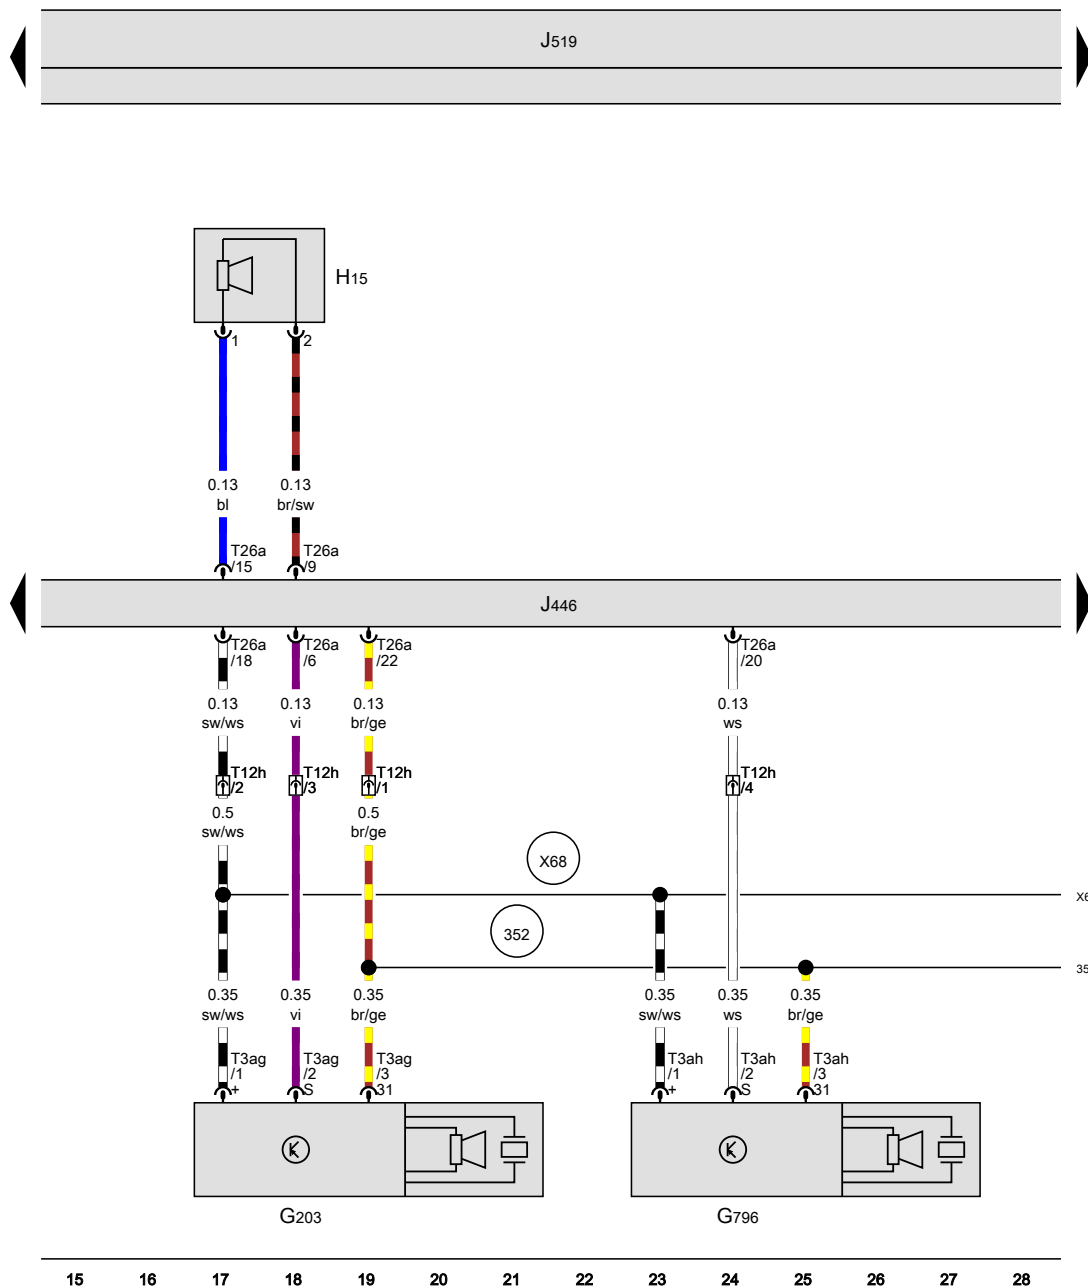 J519
H15
1 2
0.13 0.13
bl br/sw
T26a T26a
/15 /9
J446
T26a T26a T26a T26a
/18 /6 /22 /20
0.13 0.13 0.13 0.13
sw/ws vi br/ge ws
T12h T12h T12h T12h
/2 /3 /1 /4
0.5 0.5
sw/ws br/ge
X68
X6
352
35
0.35 0.35 0.35 0.35 0.35 0.35
sw/ws vi br/ge sw/ws ws br/ge
T3ag T3ag T3ag T3ah T3ah T3ah
/1 /2 /3 /1 /2 /3
+ S 31 + S 31
G203 G796
15 16 17 18 19 20 21 22 23 24 25 26 27 28